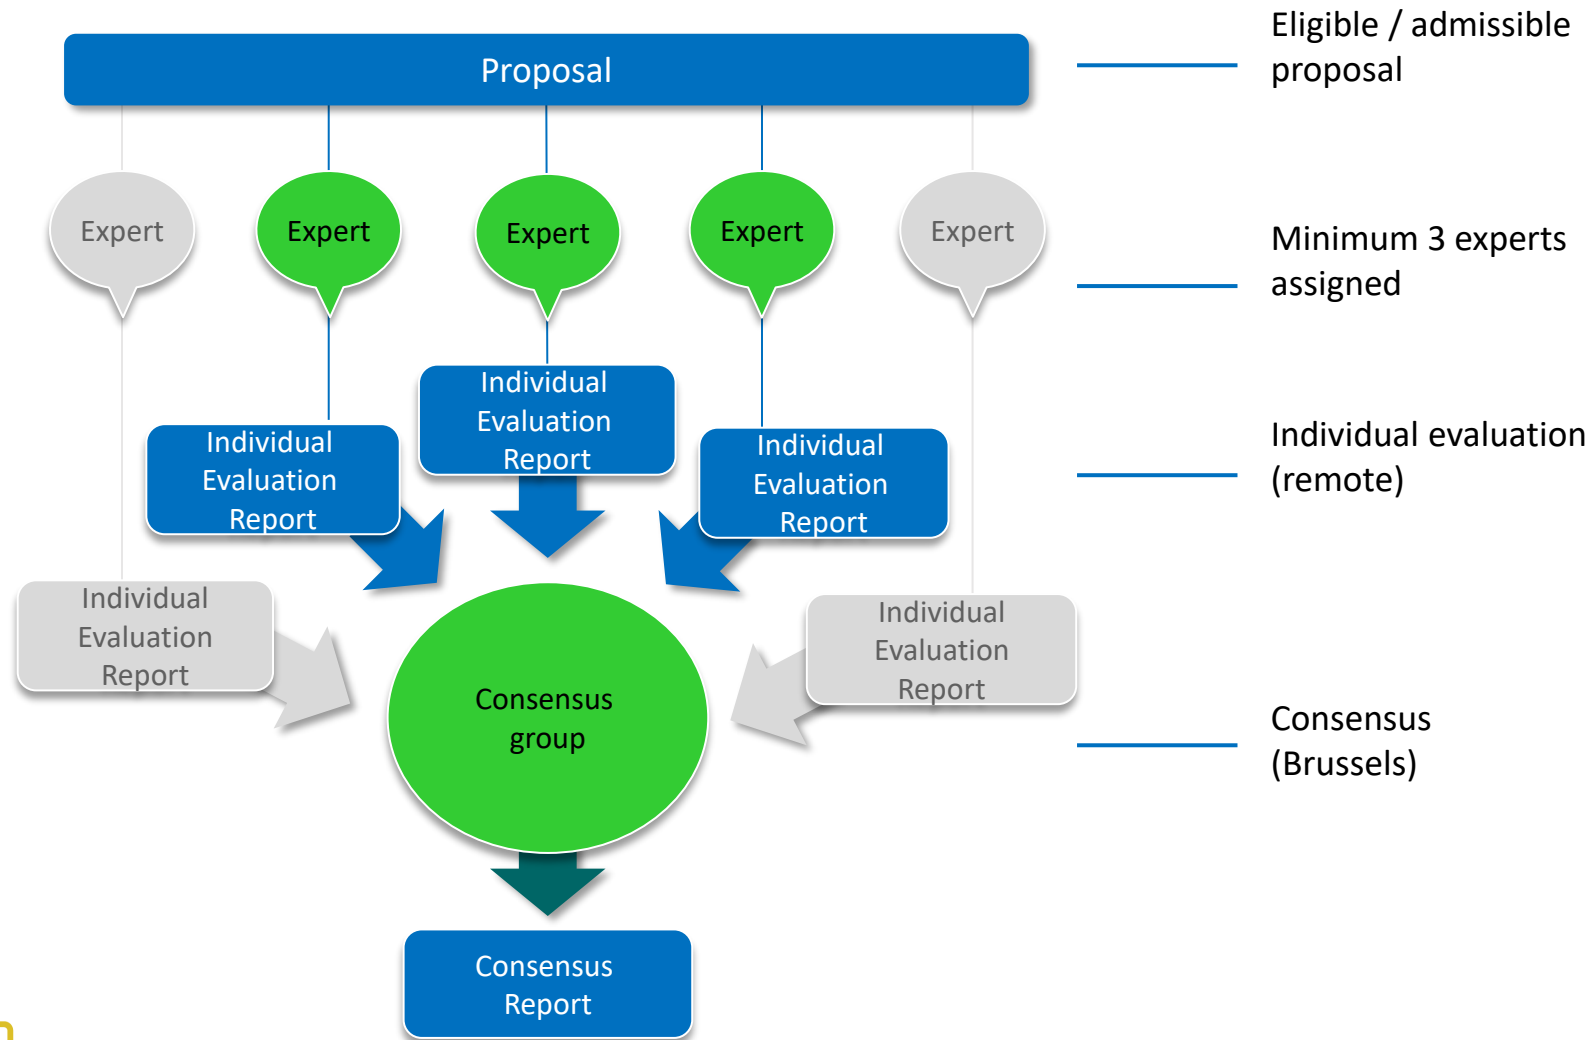 Proposal
Eligible / admissible
proposal
Expert
Expert
Expert
Expert
Expert
Minimum 3 experts
assigned
Individual
Evaluation
Report
Individual
Evaluation
Report
Individual
Evaluation
Report
Individual evaluation
(remote)
Individual
Evaluation
Report
Individual
Evaluation
Report
Consensus
group
Consensus
(Brussels)
Consensus
Report